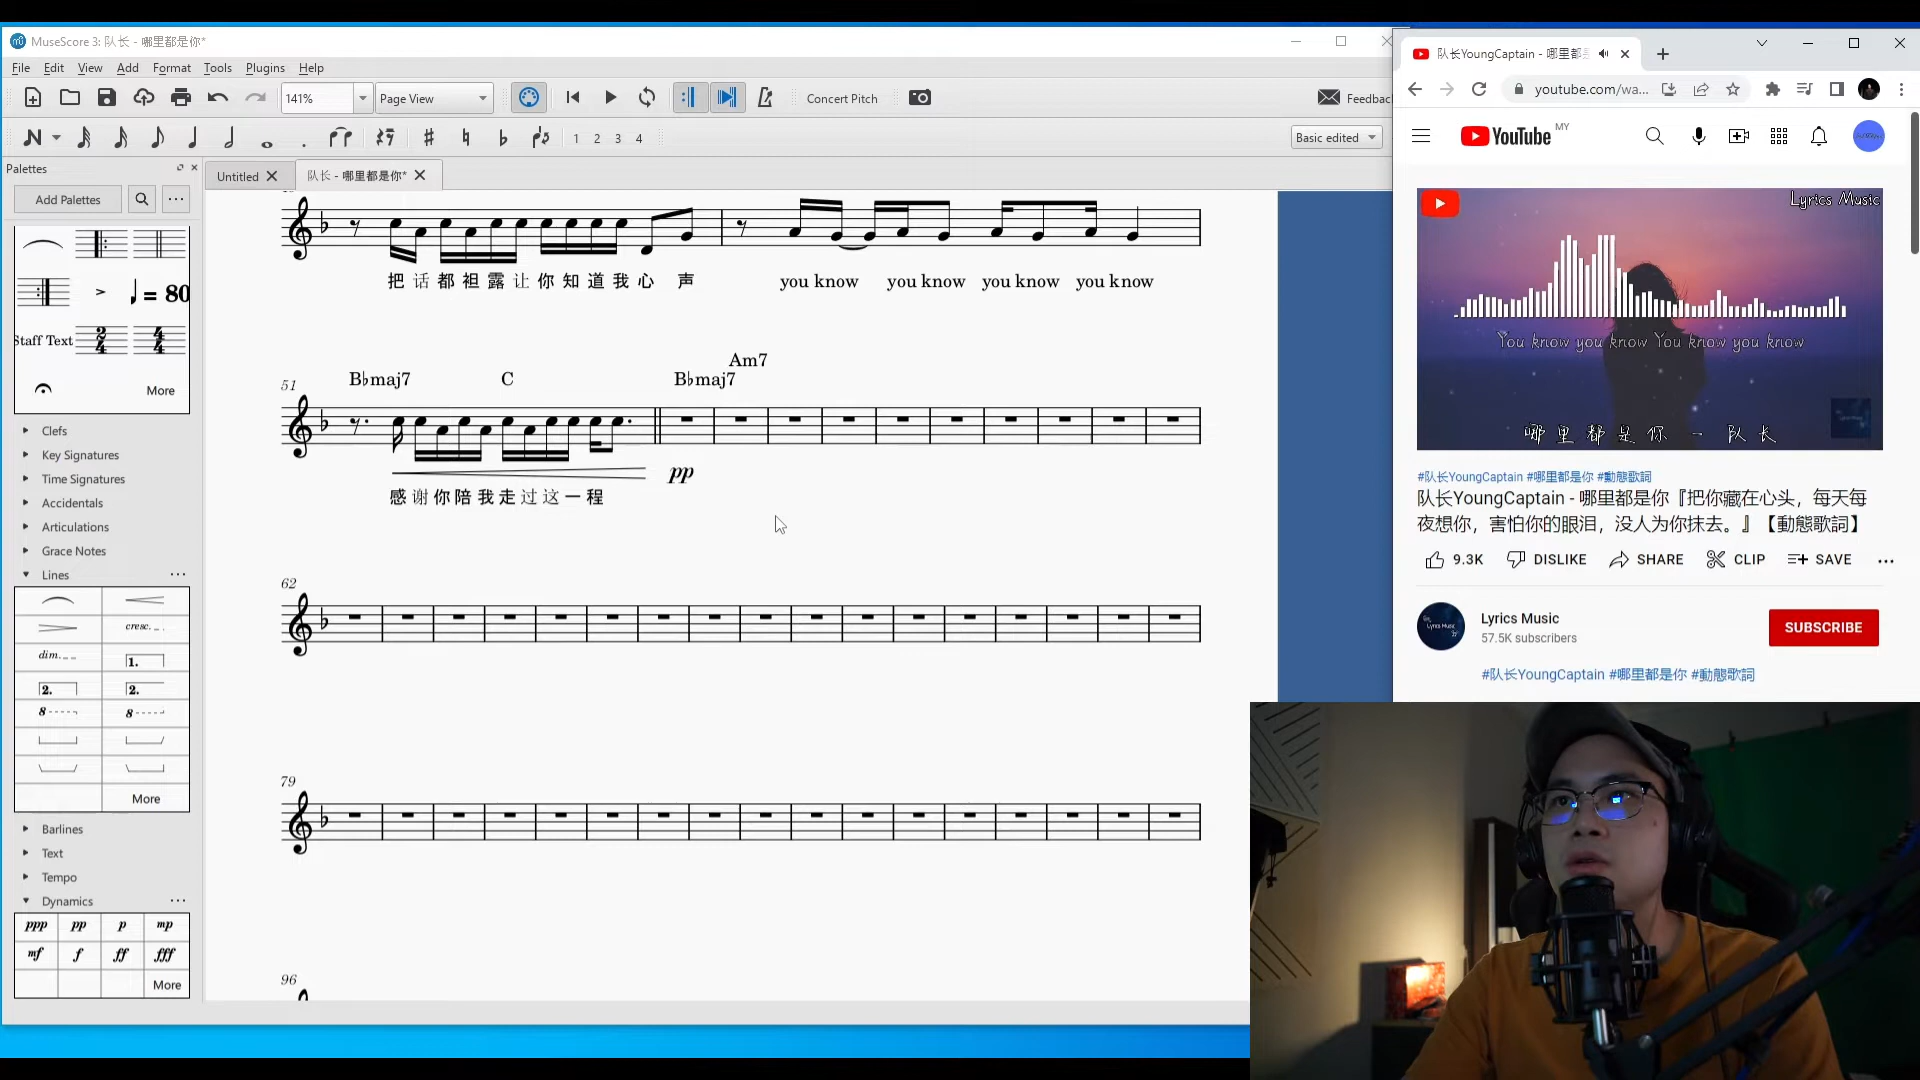 MuseScore 3: 队长 - 哪里都是你*
File Edit View Add Format Tools Plugins Help
141% Page View Concert Pitch Feedbac
1 2 3 4 Basic edited
Palettes
Add Palettes
Untitled 队长 - 哪里都是你*
= 80
Staff Text 2 4 4 4
More
Clefs
Key Signatures
Time Signatures
Accidentals
Articulations
Grace Notes
Lines
cresc.
dim. 1.
2. 2.
8 8
More
Barlines
Text
Tempo
Dynamics
ppp pp p mp
mf f ff fff
More
把 话 都 袒 露 让 你 知 道 我 心 声 you know you know you know you know
Am7
51 B♭maj7 C B♭maj7
pp
感 谢 你 陪 我 走 过 这 一 程
62
79
96
队长YoungCaptain - 哪里都是
youtube.com/wa...
YouTube MY
Lyrics Music
You know you know You know you know
哪里都是你 - 队长
#队长YoungCaptain #哪里都是你 #動態歌詞
队长YoungCaptain - 哪里都是你『把你藏在心头，每天每
夜想你，害怕你的眼泪，没人为你抹去。』【動態歌詞】
9.3K DISLIKE SHARE CLIP SAVE
Lyrics Music
57.5K subscribers
SUBSCRIBE
#队长YoungCaptain #哪里都是你 #動態歌詞